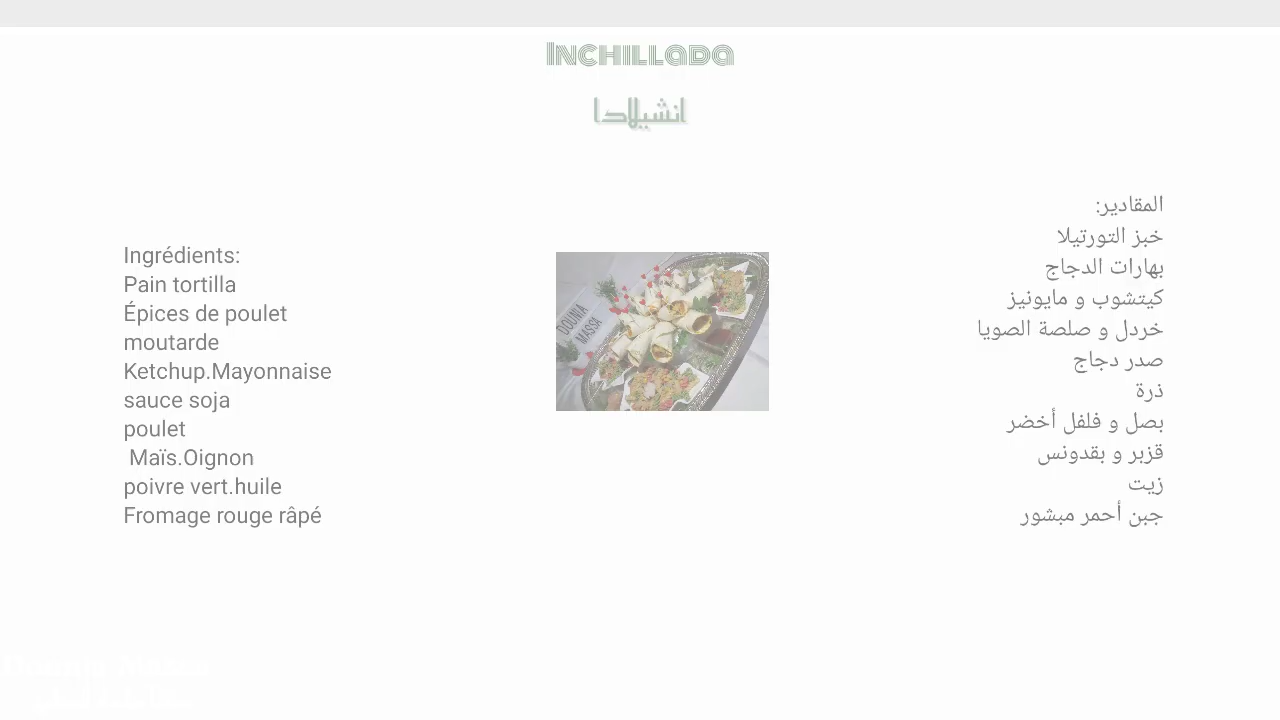 Inchillada
انشيلادا
Ingrédients:
Pain tortilla
Épices de poulet
moutarde
Ketchup.Mayonnaise
sauce soja
poulet
Maïs.Oignon
poivre vert.huile
Fromage rouge râpé
DOUNIA
MASSA
المقادير:
خبز التورتيلا
بهارات الدجاج
كيتشوب و مايونيز
خردل و صلصة الصويا
صدر دجاج
ذرة
بصل و فلفل أخضر
قزبر و بقدونس
زيت
جبن أحمر مبشور